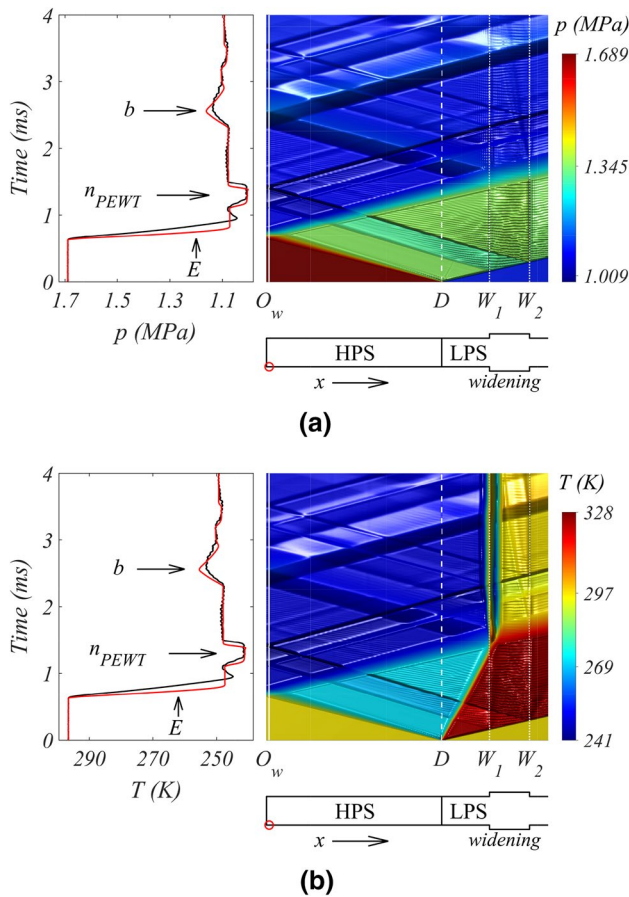 4
3
2
1
0
Time (ms)
b
n_PEWT
E
1.7 1.5 1.3 1.1
p (MPa)
O_w D W_1 W_2
p (MPa)
1.689
1.345
1.009
HPS LPS
x widening
(a)
4
3
2
1
0
Time (ms)
b
n_PEWT
E
290 270 250
T (K)
O_w D W_1 W_2
T (K)
328
297
269
241
HPS LPS
x widening
(b)